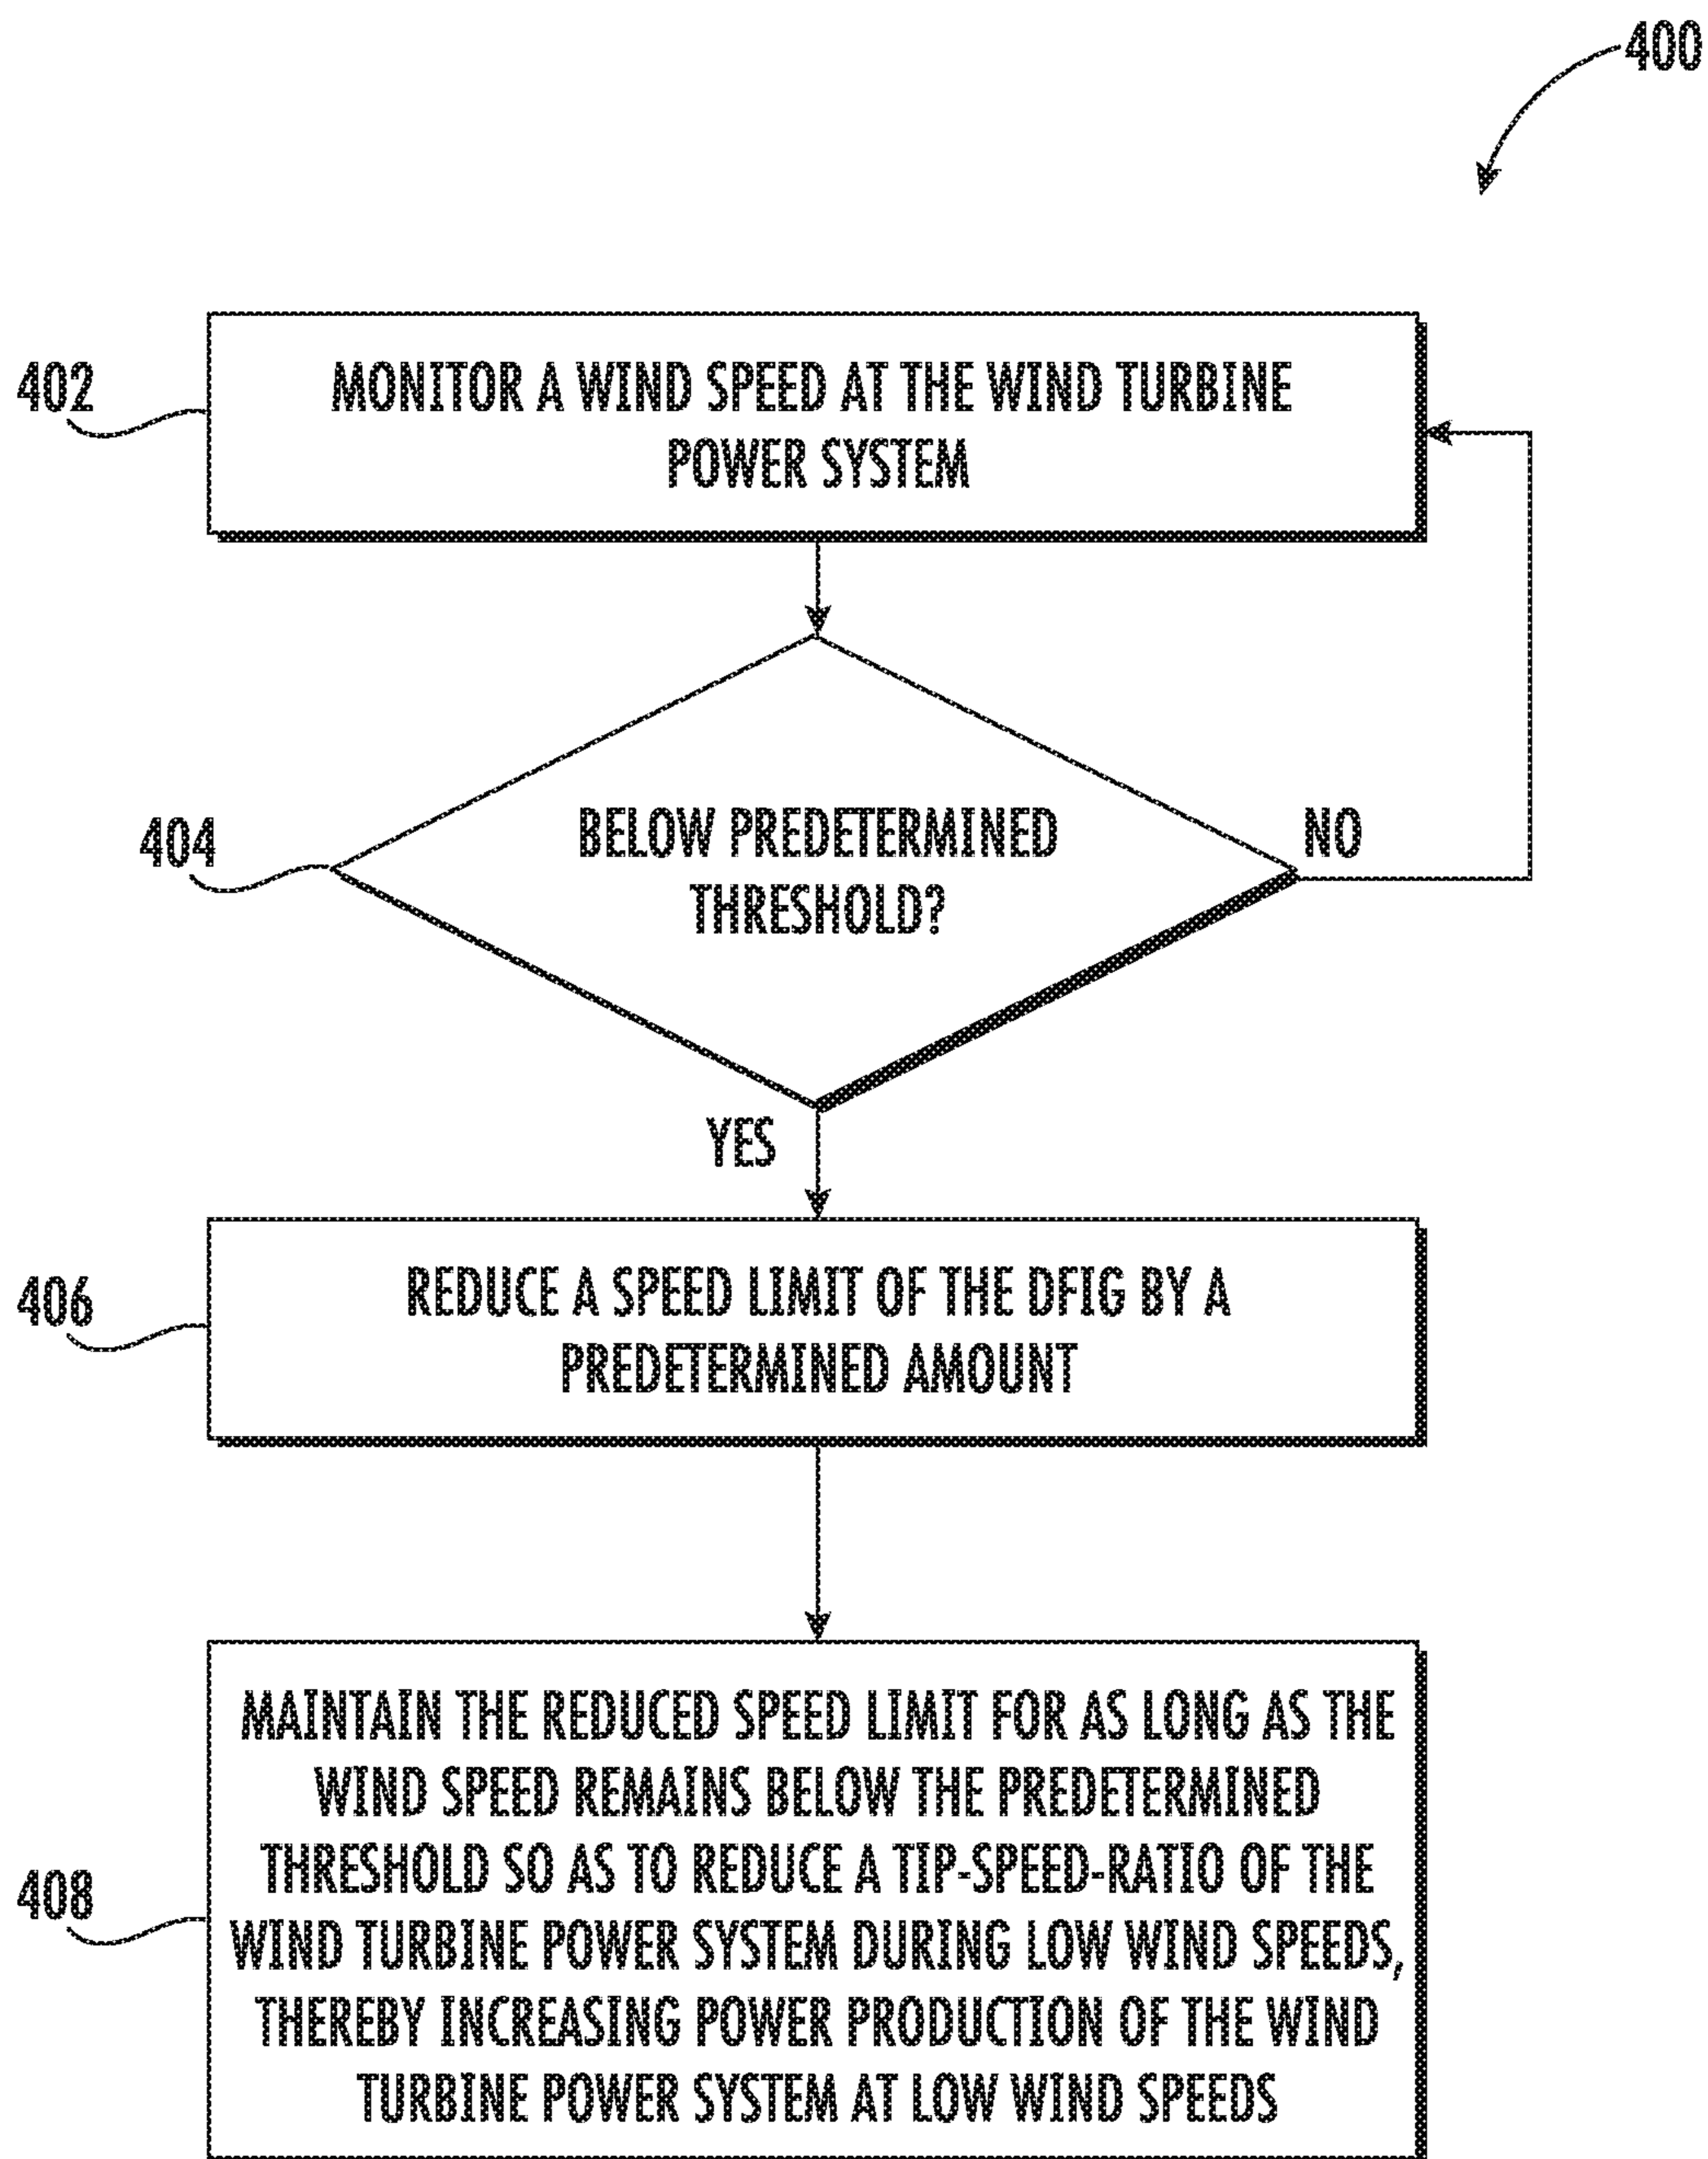 400
402
MONITOR A WIND SPEED AT THE WIND TURBINE
POWER SYSTEM
404
BELOW PREDETERMINED
THRESHOLD?
NO
YES
406
REDUCE A SPEED LIMIT OF THE DFIG BY A
PREDETERMINED AMOUNT
408
MAINTAIN THE REDUCED SPEED LIMIT FOR AS LONG AS THE
WIND SPEED REMAINS BELOW THE PREDETERMINED
THRESHOLD SO AS TO REDUCE A TIP-SPEED-RATIO OF THE
WIND TURBINE POWER SYSTEM DURING LOW WIND SPEEDS,
THEREBY INCREASING POWER PRODUCTION OF THE WIND
TURBINE POWER SYSTEM AT LOW WIND SPEEDS